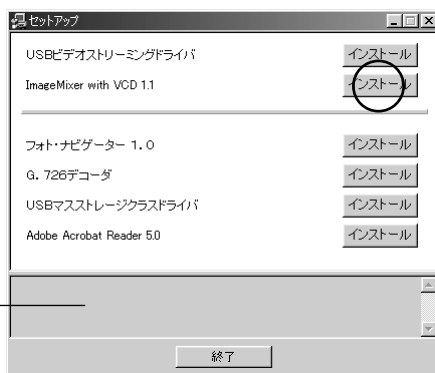 セットアップ
USBビデオストリーミングドライバ インストール
ImageMixer with VCD 1.1 インストール
フォト・ナビゲーター 1.0 インストール
G. 726デコーダ インストール
USBマスストレージクラスドライバ インストール
Adobe Acrobat Reader 5.0 インストール
終了